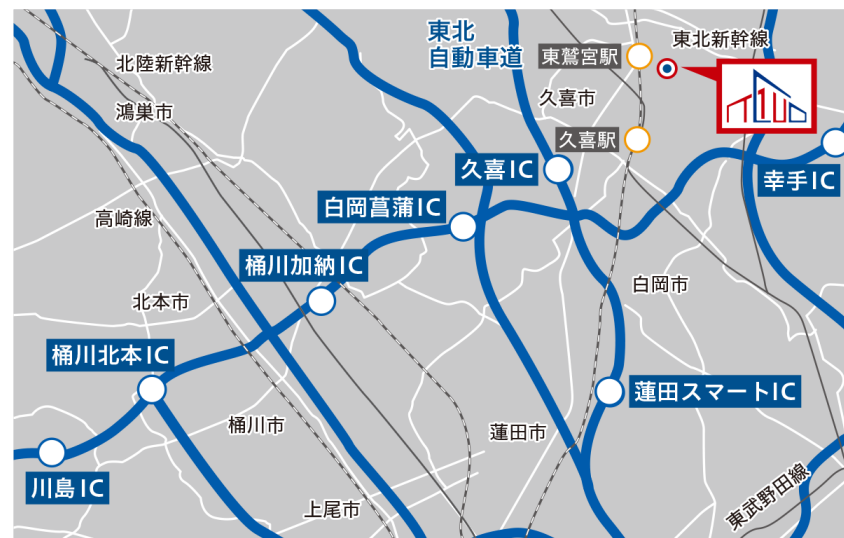 東北
自動車道
東北新幹線
東鷲宮駅
北陸新幹線
久喜市
鴻巣市
久喜駅
久喜IC
幸手IC
白岡菖蒲IC
高崎線
桶川加納IC
白岡市
北本市
桶川北本IC
蓮田スマートIC
桶川市
蓮田市
川島IC
上尾市
東武野田線